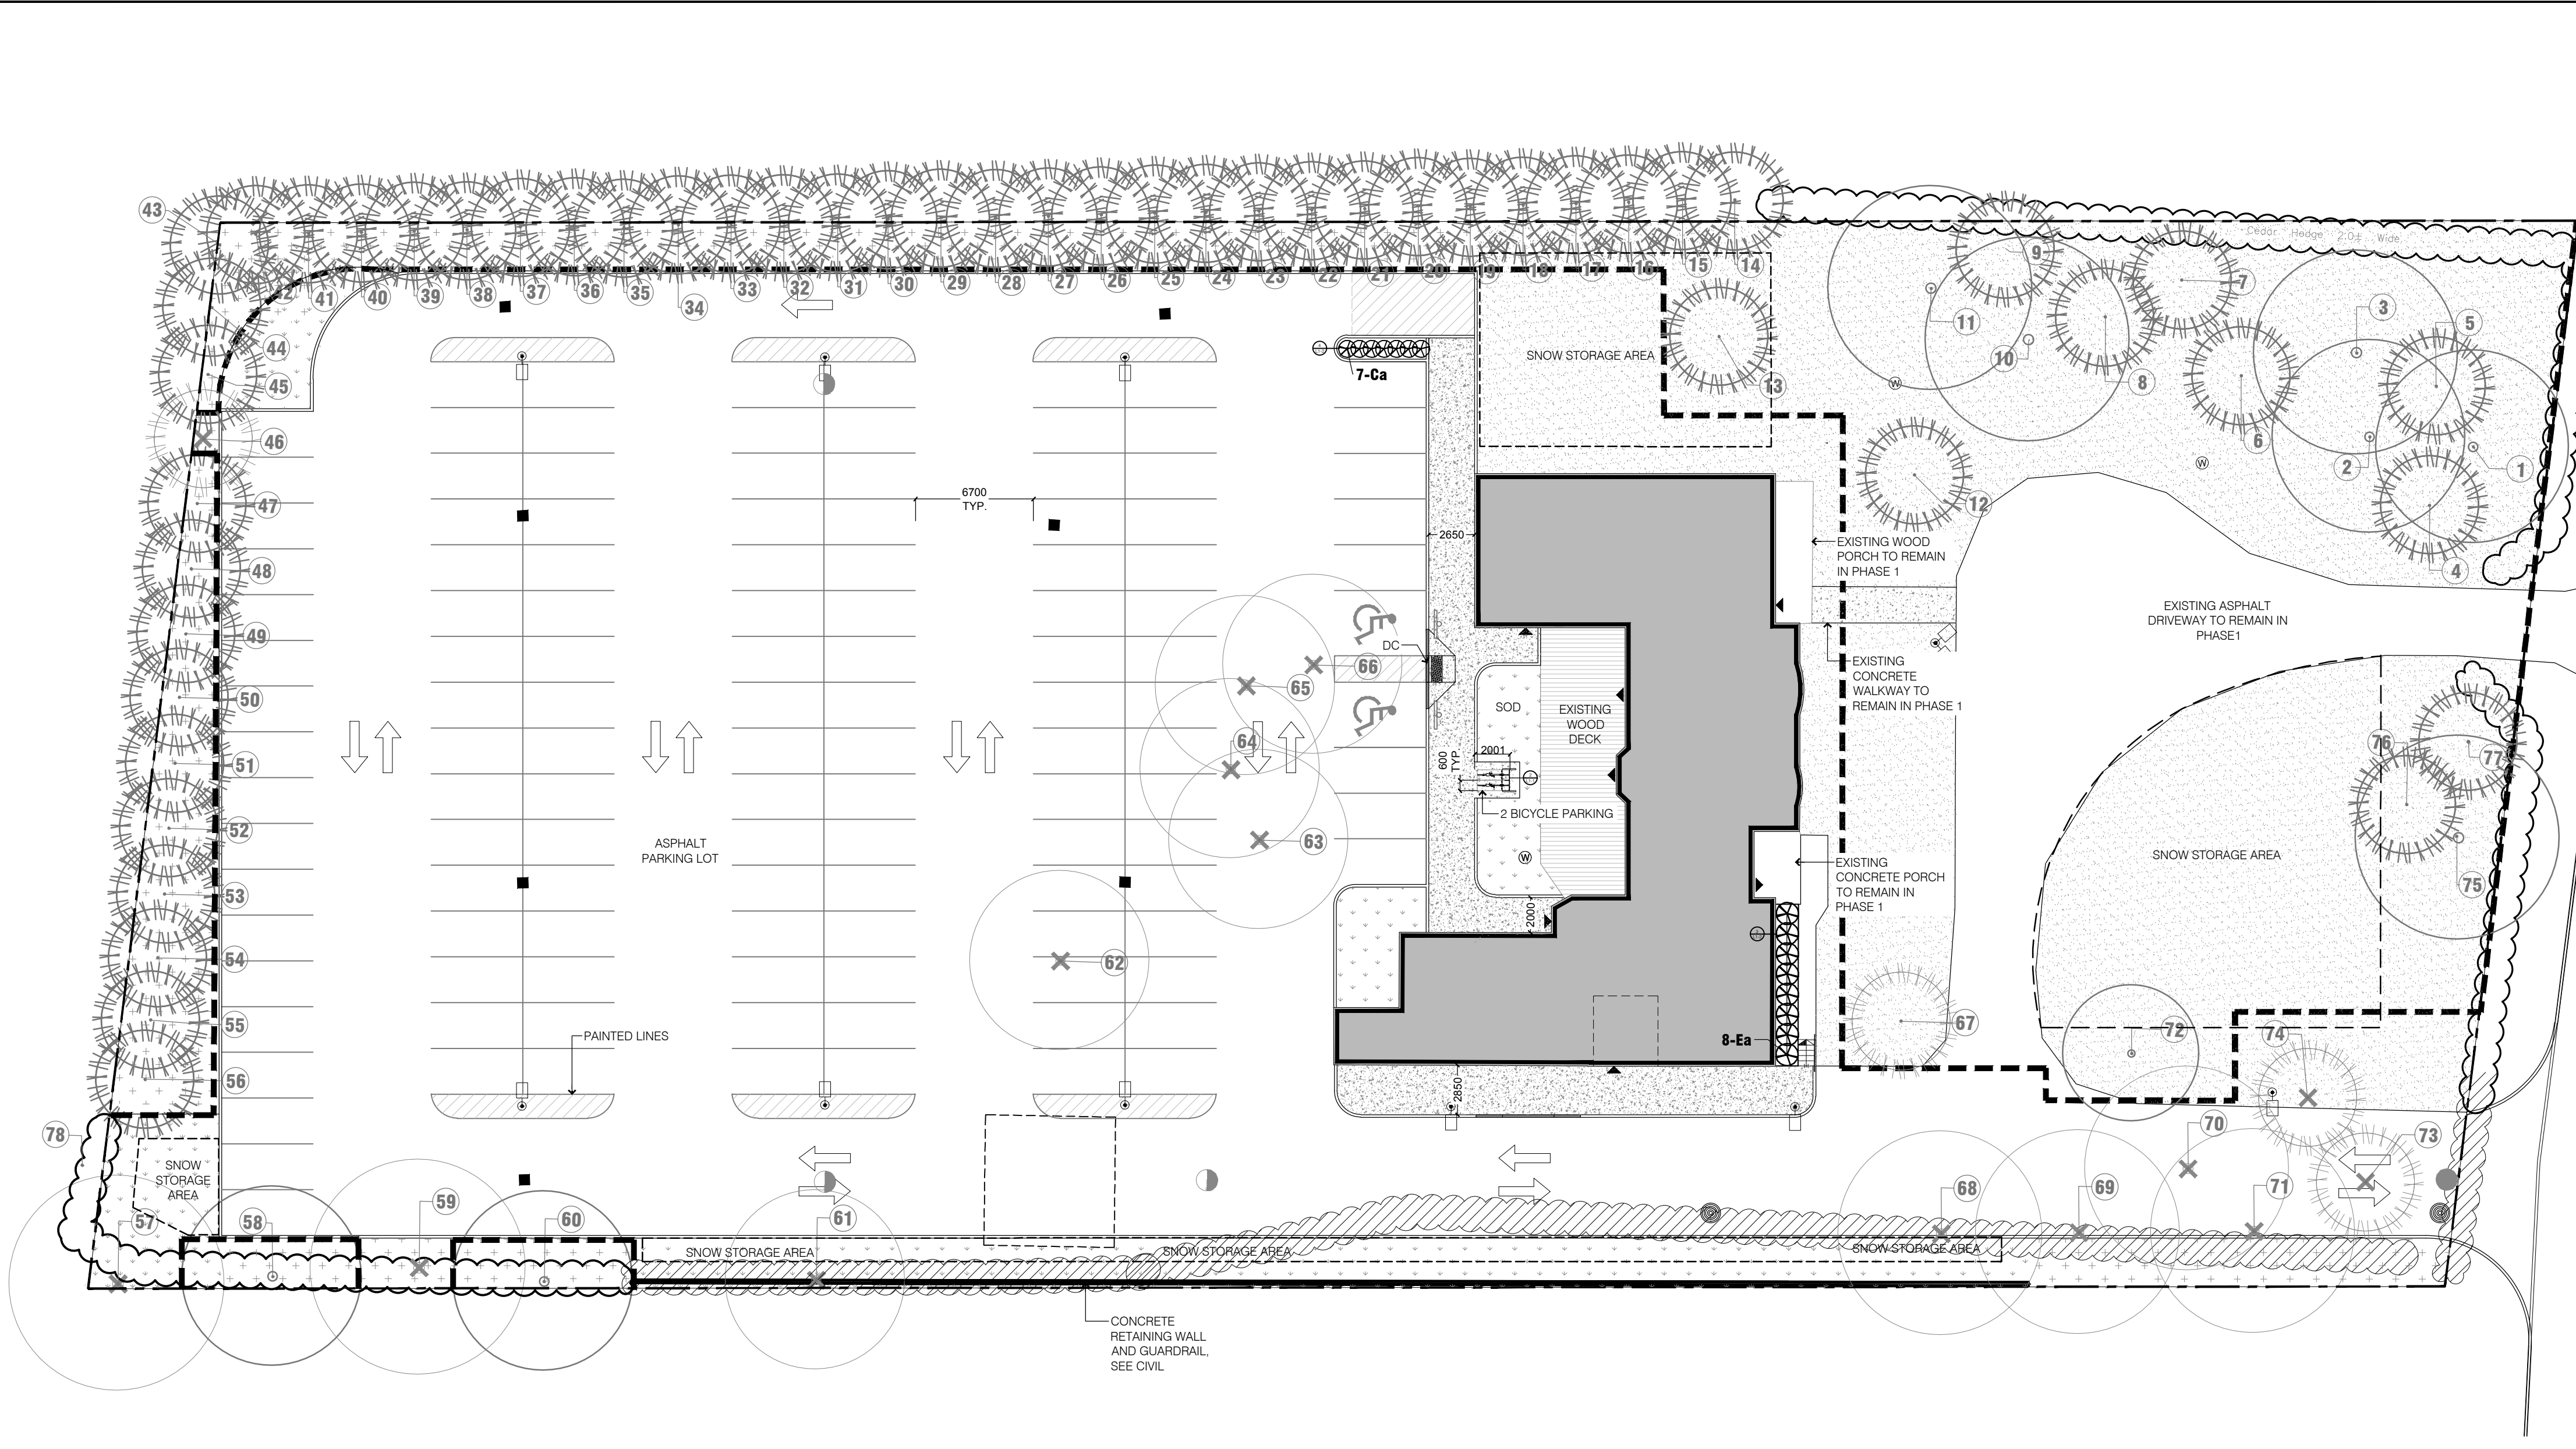 43
42
41
40
39
38
37
36
35
34
33
32
31
30
29
28
27
26
25
24
23
22
21
20
19
18
17
16
15
14
Cedar Hedge 2.0± Wide
9
7
3
5
11
10
8
13
6
2
1
4
12
W
W
44
45
46
47
48
49
50
51
52
53
54
55
56
SNOW STORAGE AREA
7-Ca
6700
TYP.
2650
EXISTING WOOD
PORCH TO REMAIN
IN PHASE 1
EXISTING ASPHALT
DRIVEWAY TO REMAIN IN
PHASE1
DC
66
65
64
63
62
EXISTING
CONCRETE
WALKWAY TO
REMAIN IN PHASE 1
SOD
EXISTING
WOOD
DECK
2001
600
TYP
2 BICYCLE PARKING
W
2000
ASPHALT
PARKING LOT
76
77
75
SNOW STORAGE AREA
EXISTING
CONCRETE PORCH
TO REMAIN IN
PHASE 1
PAINTED LINES
8-Ea
67
72
74
2850
78
SNOW
STORAGE
AREA
57
58
59
60
61
68
69
70
71
73
SNOW STORAGE AREA
SNOW STORAGE AREA
SNOW STORAGE AREA
CONCRETE
RETAINING WALL
AND GUARDRAIL,
SEE CIVIL